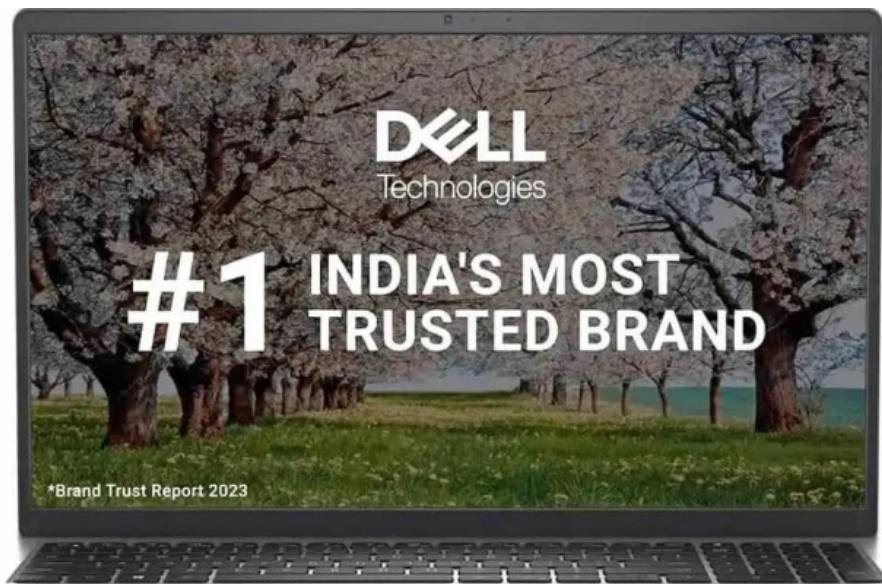 DELL
Technologies
#1 INDIA'S MOST
TRUSTED BRAND
*Brand Trust Report 2023